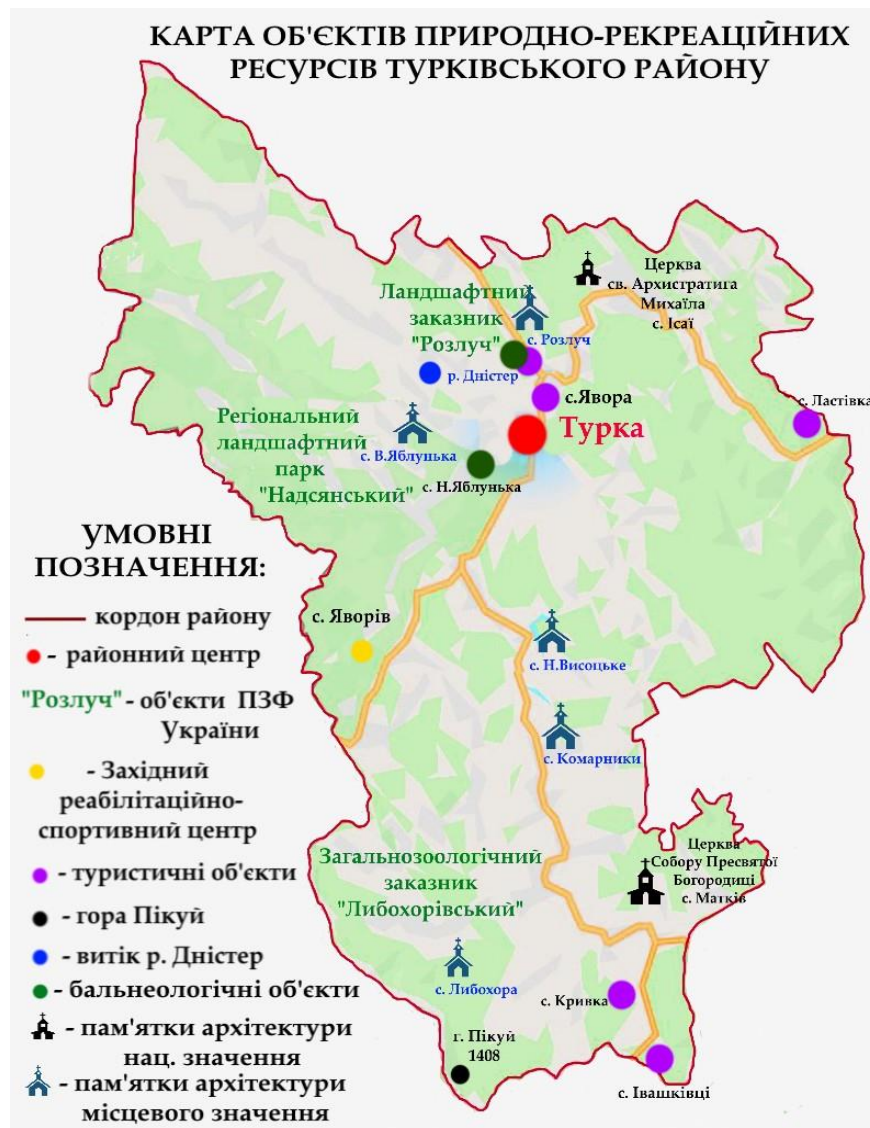 КАРТА ОБ'ЄКТІВ ПРИРОДНО-РЕКРЕАЦІЙНИХ
РЕСУРСІВ ТУРКІВСЬКОГО РАЙОНУ
Церква
св. Архистратига
Михаїла
с. Ісаї
Ландшафтний
заказник
"Розлуч"
с. Розлуч
р. Дністер
с.Явора
с. Ластівка
Турка
Регіональний
ландшафтний
парк
"Надсянський"
с. В.Яблунька
с. Н.Яблунька
УМОВНІ
ПОЗНАЧЕННЯ:
- кордон району
- районний центр
"Розлуч" - об'єкти ПЗФ
України
- Західний
реабілітаційно-
спортивний центр
- туристичні об'єкти
- гора Пікуй
- витік р. Дністер
- бальнеологічні об'єкти
- пам'ятки архітектури
нац. значення
- пам'ятки архітектури
місцевого значення
с. Яворів
с. Н.Висоцьке
с. Комарники
Церква
Собору Пресвятої
Богородиці
с. Матків
Загальнозоологічний
заказник
"Либохорівський"
с. Либохора
с. Кривка
г. Пікуй
1408
с. Івашківці